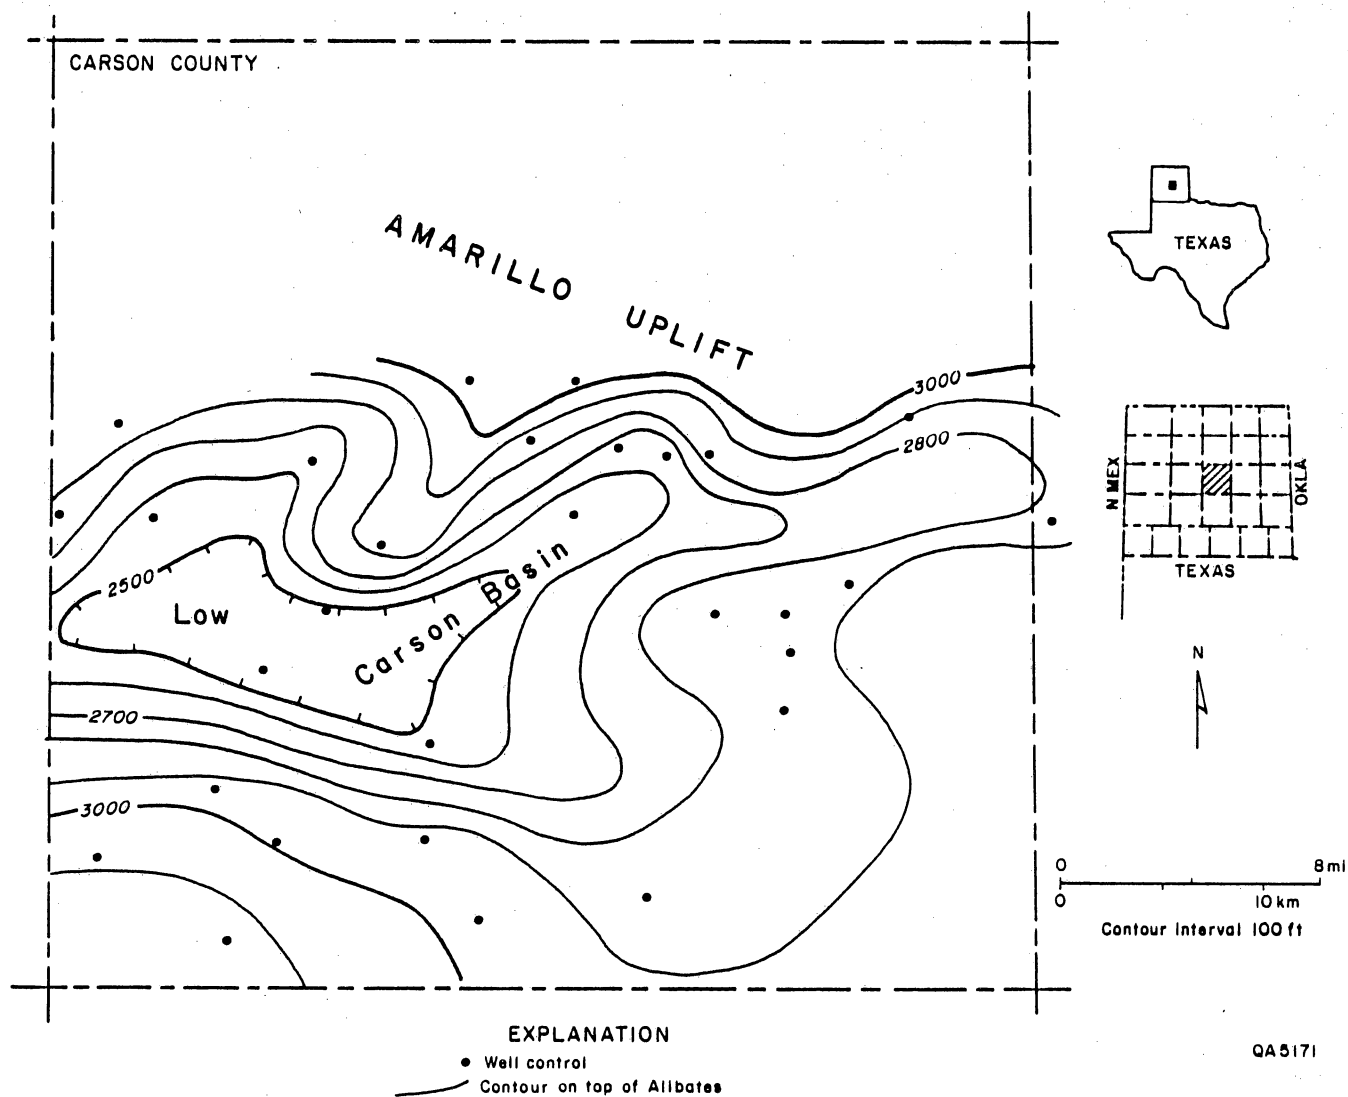 CARSON COUNTY
AMARILLO UPLIFT
TEXAS
3000
2800
N MEX
OKLA
TEXAS
2500
Low
Carson Basin
N
2700
3000
0 8 mi
0 10 km
Contour Interval 100 ft
EXPLANATION
Well control
Contour on top of Alibates
QA5171